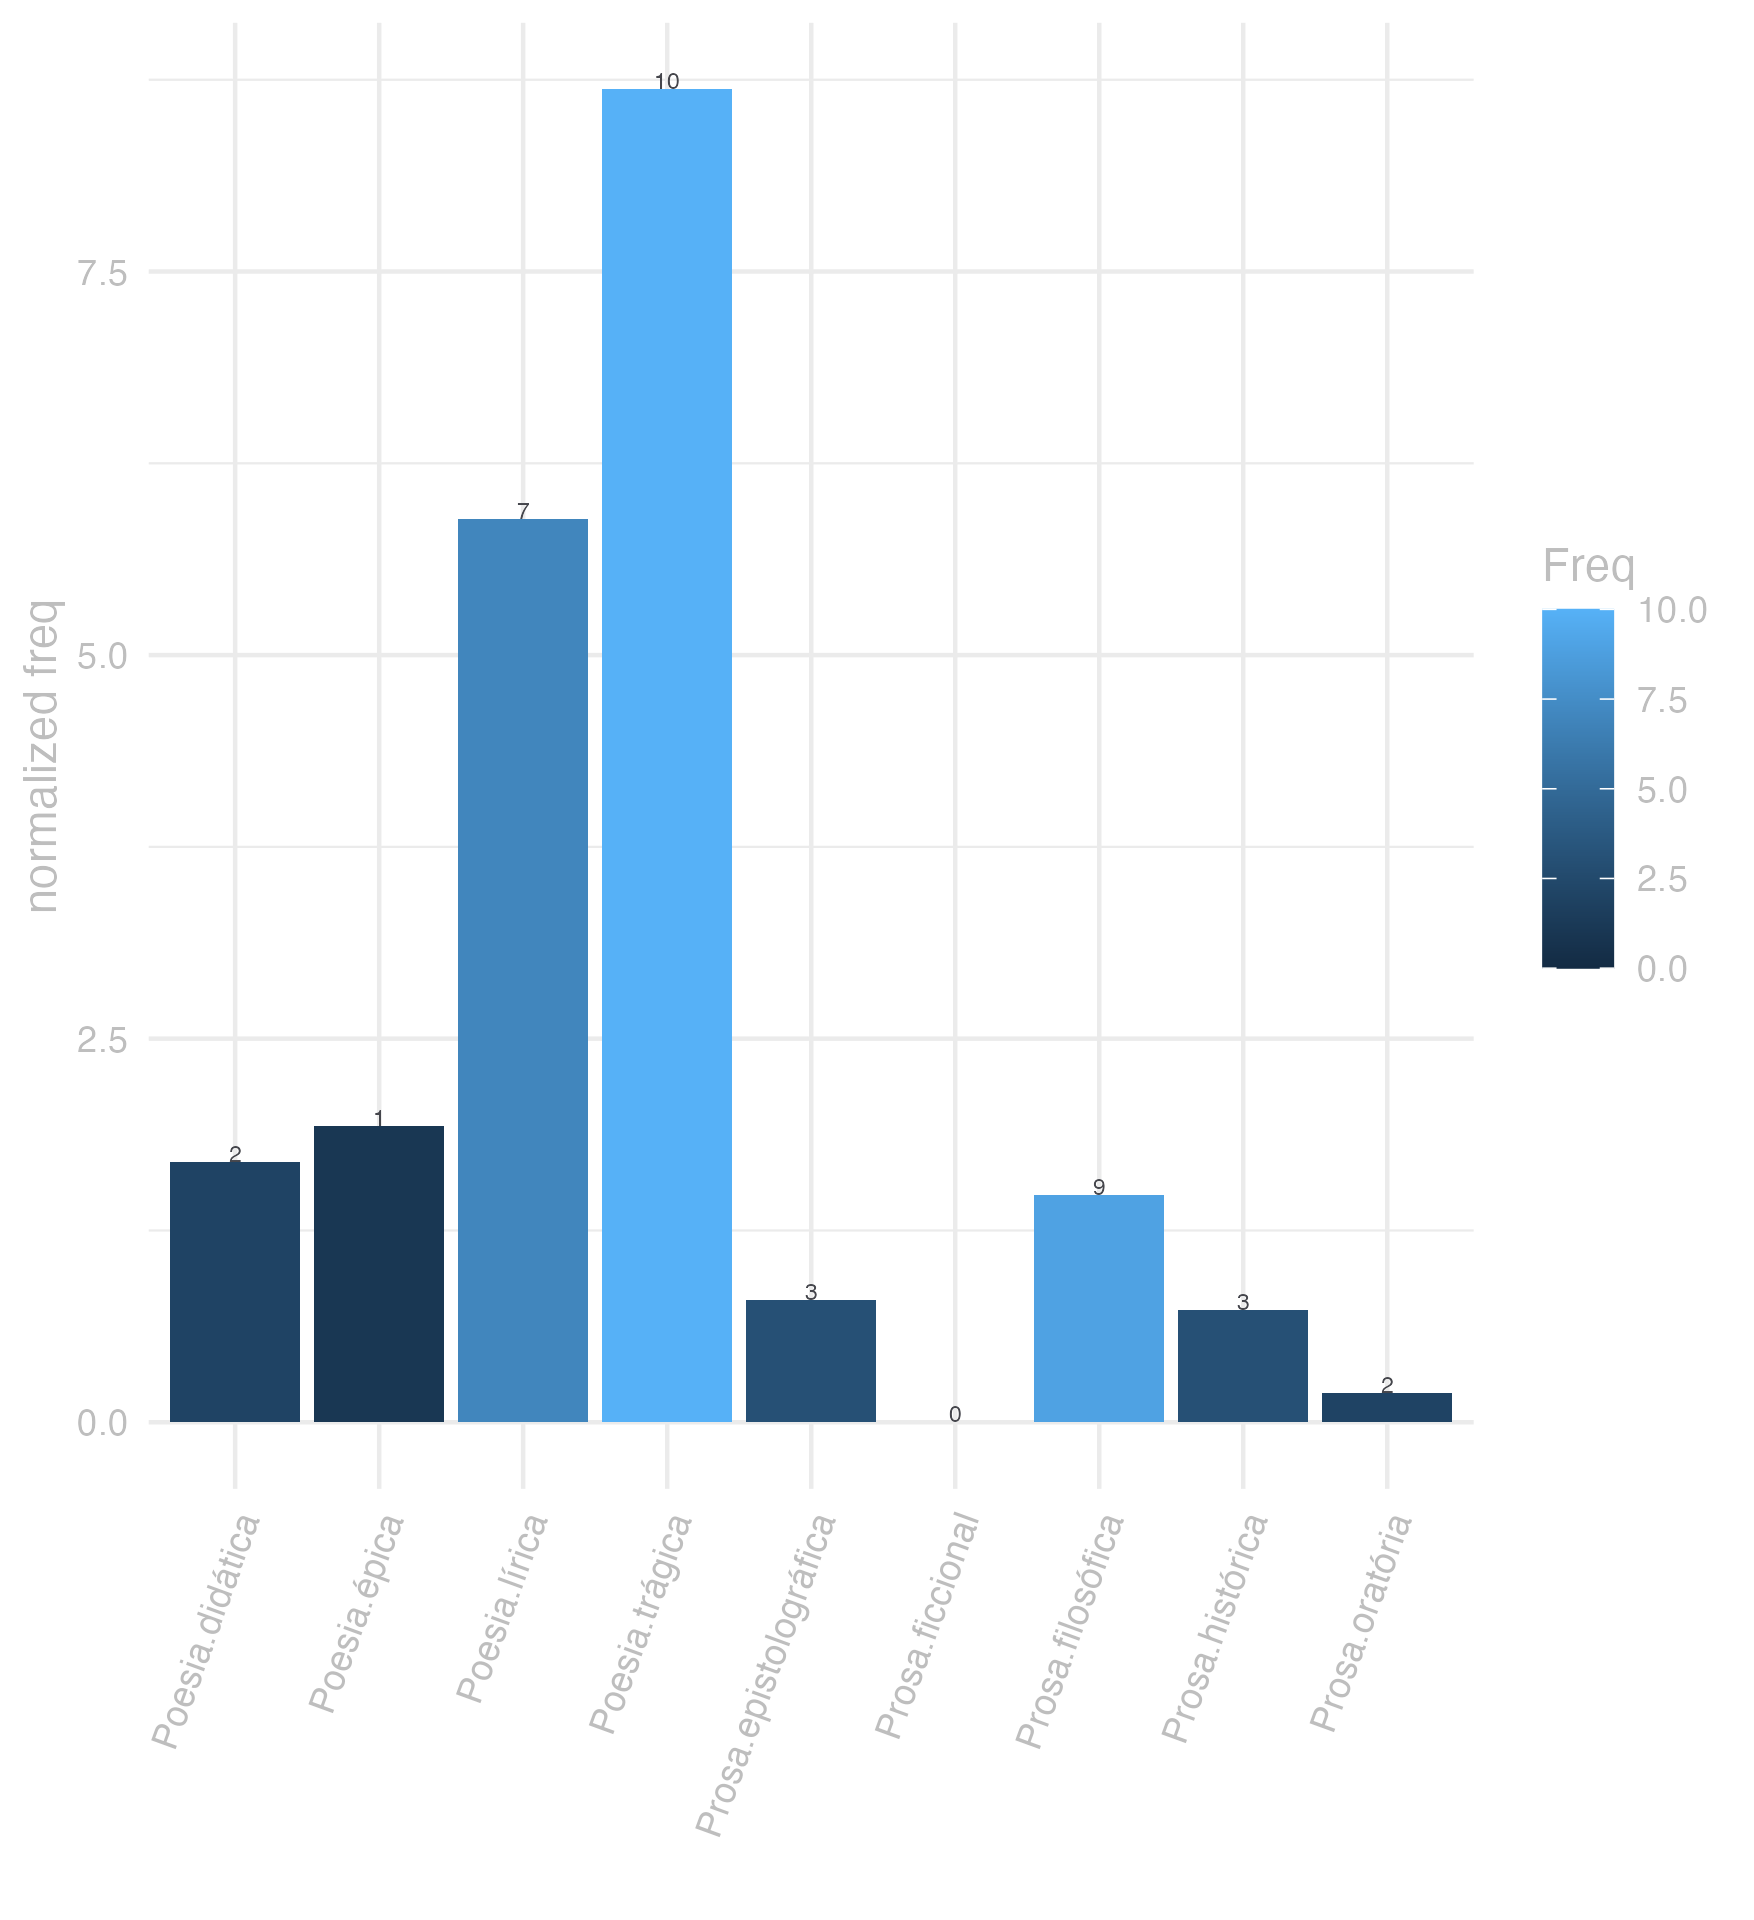 normalized freq
7.5
5.0
2.5
0.0
10
7
1
2
3
0
9
3
2
Poesia.didática
Poesia.épica
Poesia.lírica
Poesia.trágica
Prosa.epistolográfica
Prosa.ficcional
Prosa.filosófica
Prosa.histórica
Prosa.oratória
Freq
10.0
7.5
5.0
2.5
0.0